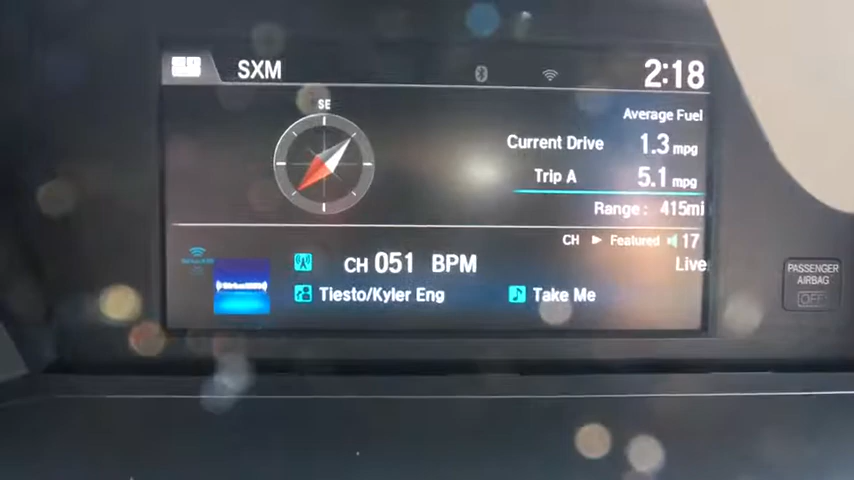 SXM
2:18
SE
Average Fuel
Current Drive 1.3 mpg
Trip A 5.1 mpg
Range: 415mi
CH ▶ Featured 17
CH 051 BPM
Live
Tiesto/Kyler Eng
Take Me
PASSENGER
AIRBAG
OFF